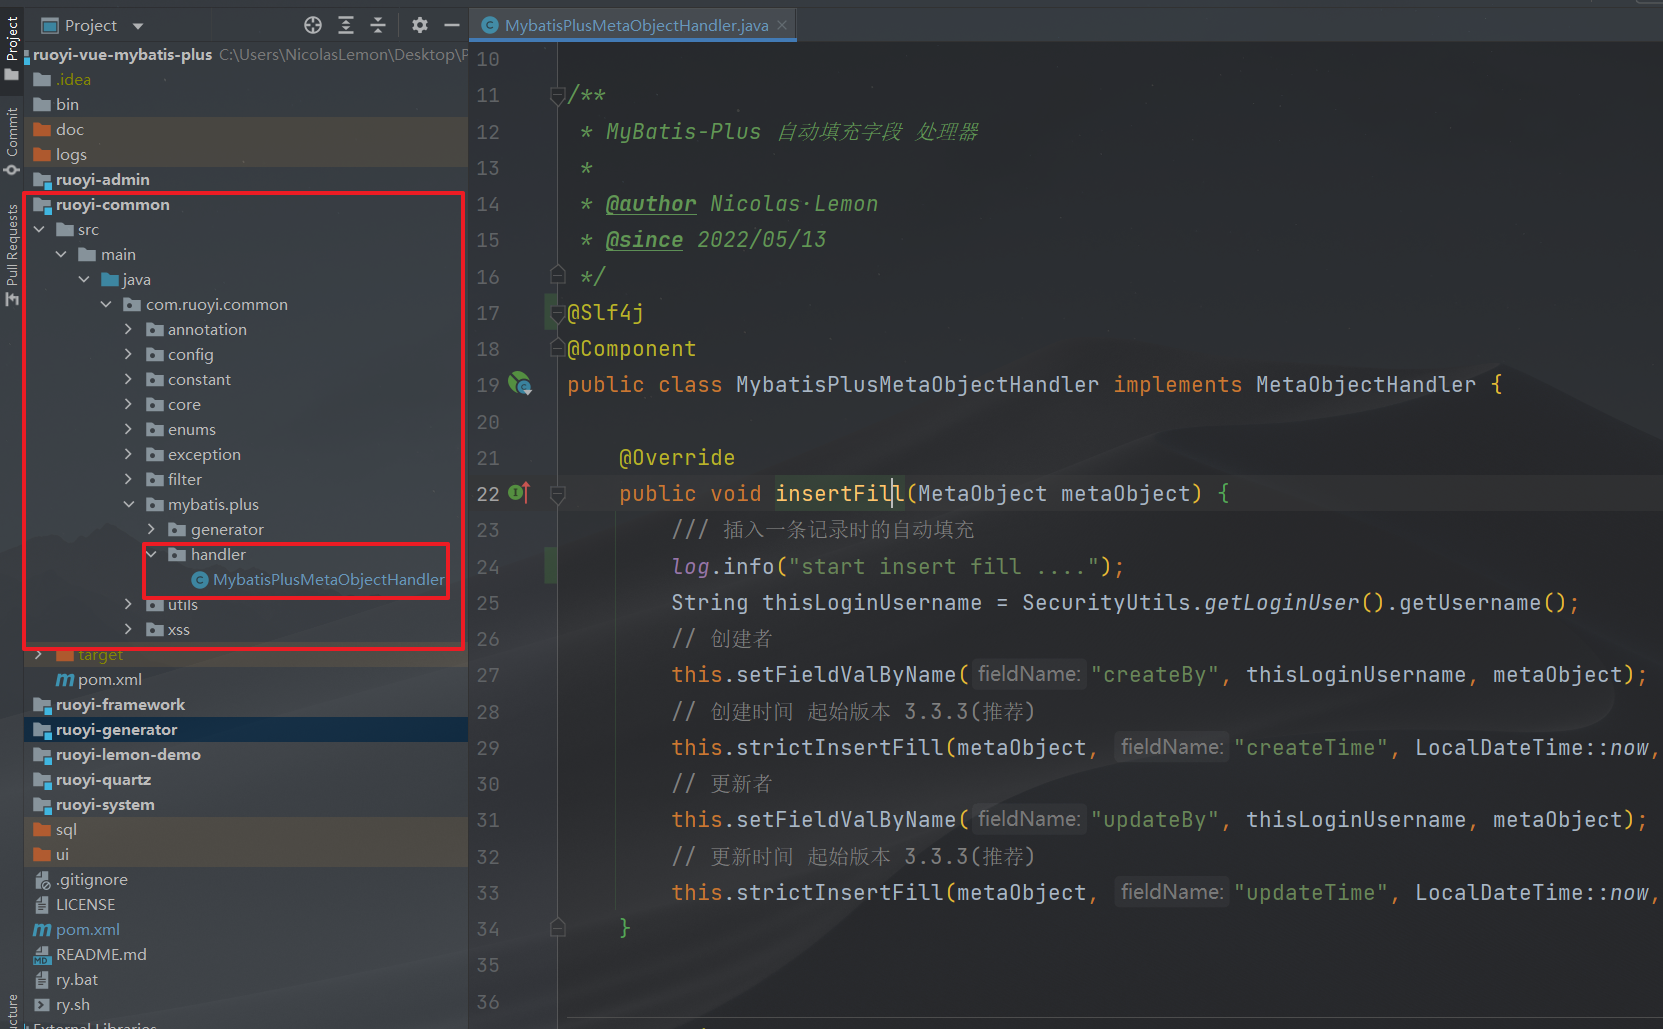 Project
MybatisPlusMetaObjectHandler.java
Project
Commit
Pull Requests
ruoyi-vue-mybatis-plus C:\Users\NicolasLemon\Desktop\P
.idea
bin
doc
logs
ruoyi-admin
ruoyi-common
src
main
java
com.ruoyi.common
annotation
config
constant
core
enums
exception
filter
mybatis.plus
generator
handler
MybatisPlusMetaObjectHandler
utils
xss
target
pom.xml
ruoyi-framework
ruoyi-generator
ruoyi-lemon-demo
ruoyi-quartz
ruoyi-system
sql
ui
.gitignore
LICENSE
pom.xml
README.md
ry.bat
ry.sh
External Libraries
10
11 /**
12 * MyBatis-Plus 自动填充字段 处理器
13 *
14 * @author Nicolas·Lemon
15 * @since 2022/05/13
16 */
17 @Slf4j
18 @Component
19 public class MybatisPlusMetaObjectHandler implements MetaObjectHandler {
20
21 @Override
22 public void insertFill(MetaObject metaObject) {
23 /// 插入一条记录时的自动填充
24 log.info("start insert fill ....");
25 String thisLoginUsername = SecurityUtils.getLoginUser().getUsername();
26 // 创建者
27 this.setFieldValByName( fieldName: "createBy", thisLoginUsername, metaObject);
28 // 创建时间 起始版本 3.3.3(推荐)
29 this.strictInsertFill(metaObject, fieldName: "createTime", LocalDateTime::now,
30 // 更新者
31 this.setFieldValByName( fieldName: "updateBy", thisLoginUsername, metaObject);
32 // 更新时间 起始版本 3.3.3(推荐)
33 this.strictInsertFill(metaObject, fieldName: "updateTime", LocalDateTime::now,
34 }
35
36